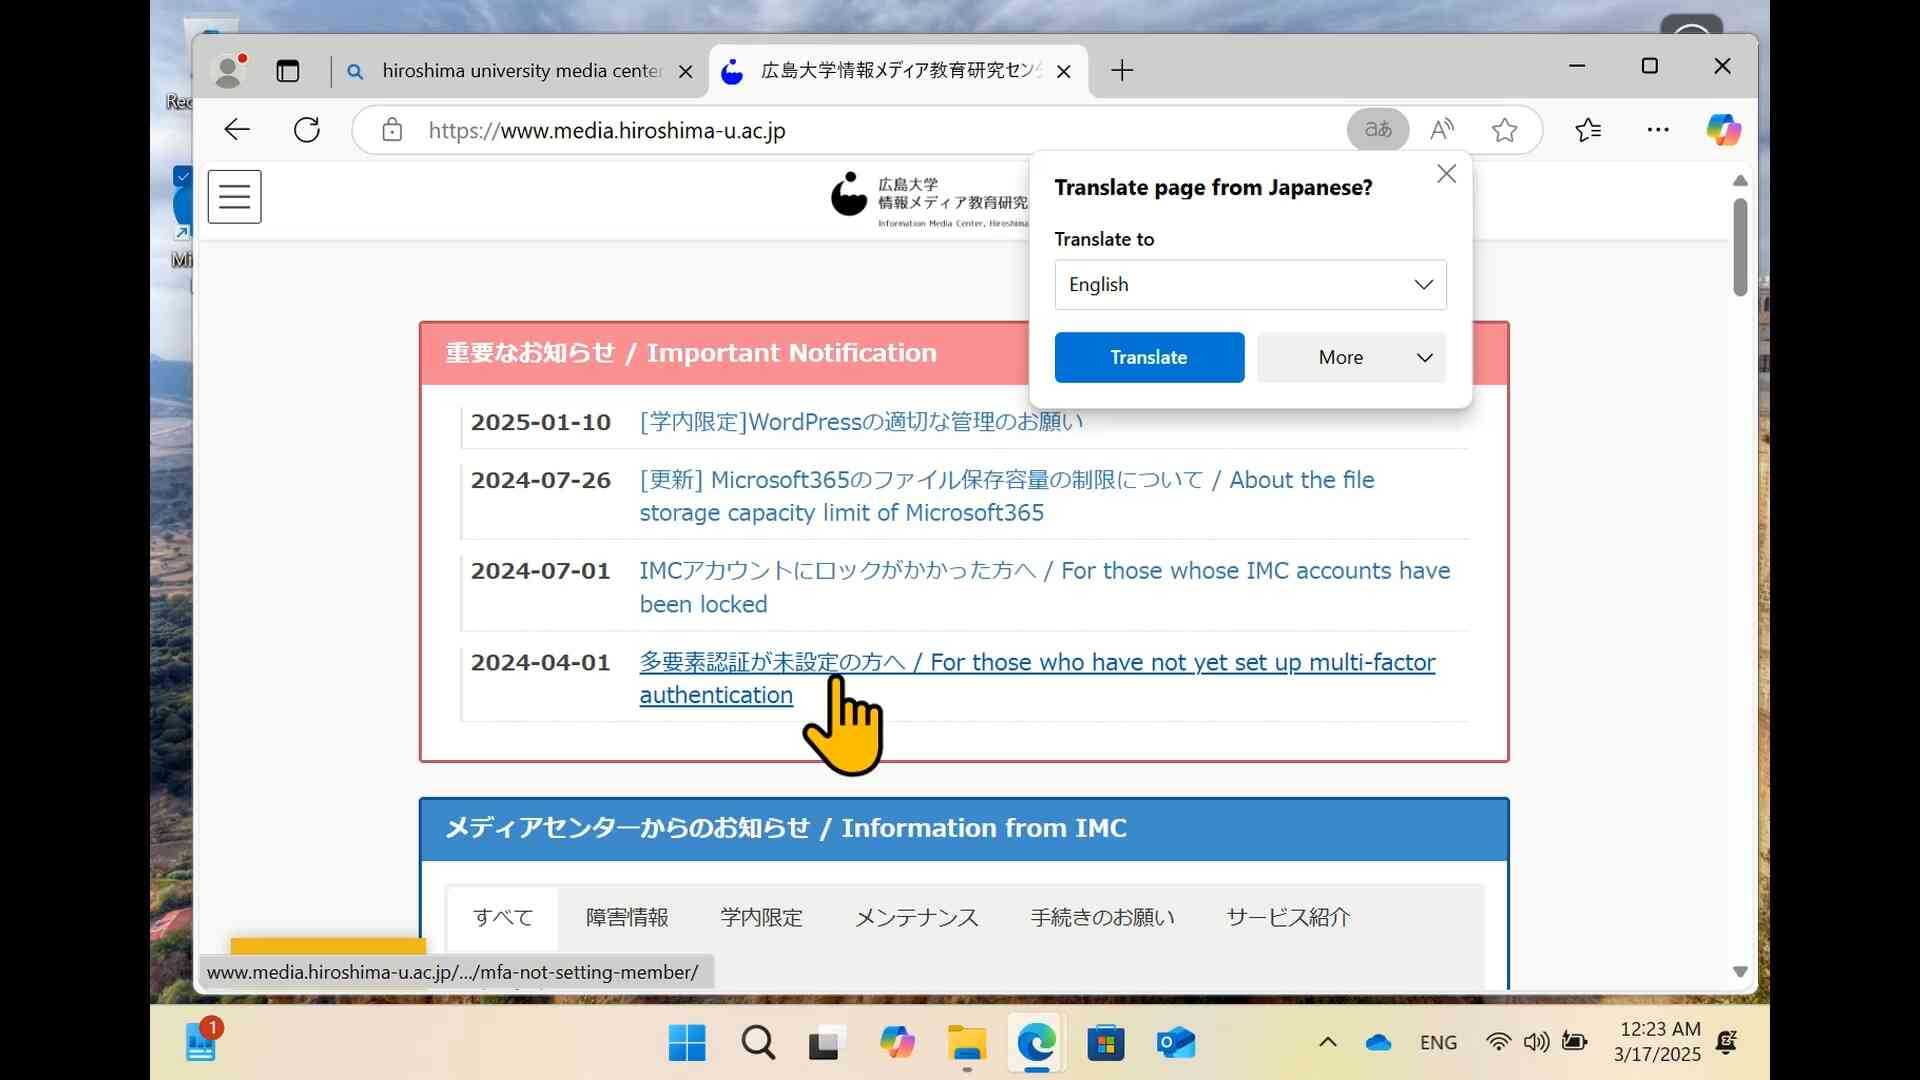 hiroshima university media center
広島大学情報メディア教育研究セン
https://www.media.hiroshima-u.ac.jp
広島大学
情報メディア教育研究
Information Media Center, Hiroshima
Translate page from Japanese?
Translate to
English
Translate
More
重要なお知らせ / Important Notification
2025-01-10 [学内限定]WordPressの適切な管理のお願い
2024-07-26 [更新] Microsoft365のファイル保存容量の制限について / About the file
storage capacity limit of Microsoft365
2024-07-01 IMCアカウントにロックがかかった方へ / For those whose IMC accounts have
been locked
2024-04-01 多要素認証が未設定の方へ / For those who have not yet set up multi-factor
authentication
メディアセンターからのお知らせ / Information from IMC
すべて 障害情報 学内限定 メンテナンス 手続きのお願い サービス紹介
www.media.hiroshima-u.ac.jp/.../mfa-not-setting-member/
1
ENG
12:23 AM
3/17/2025